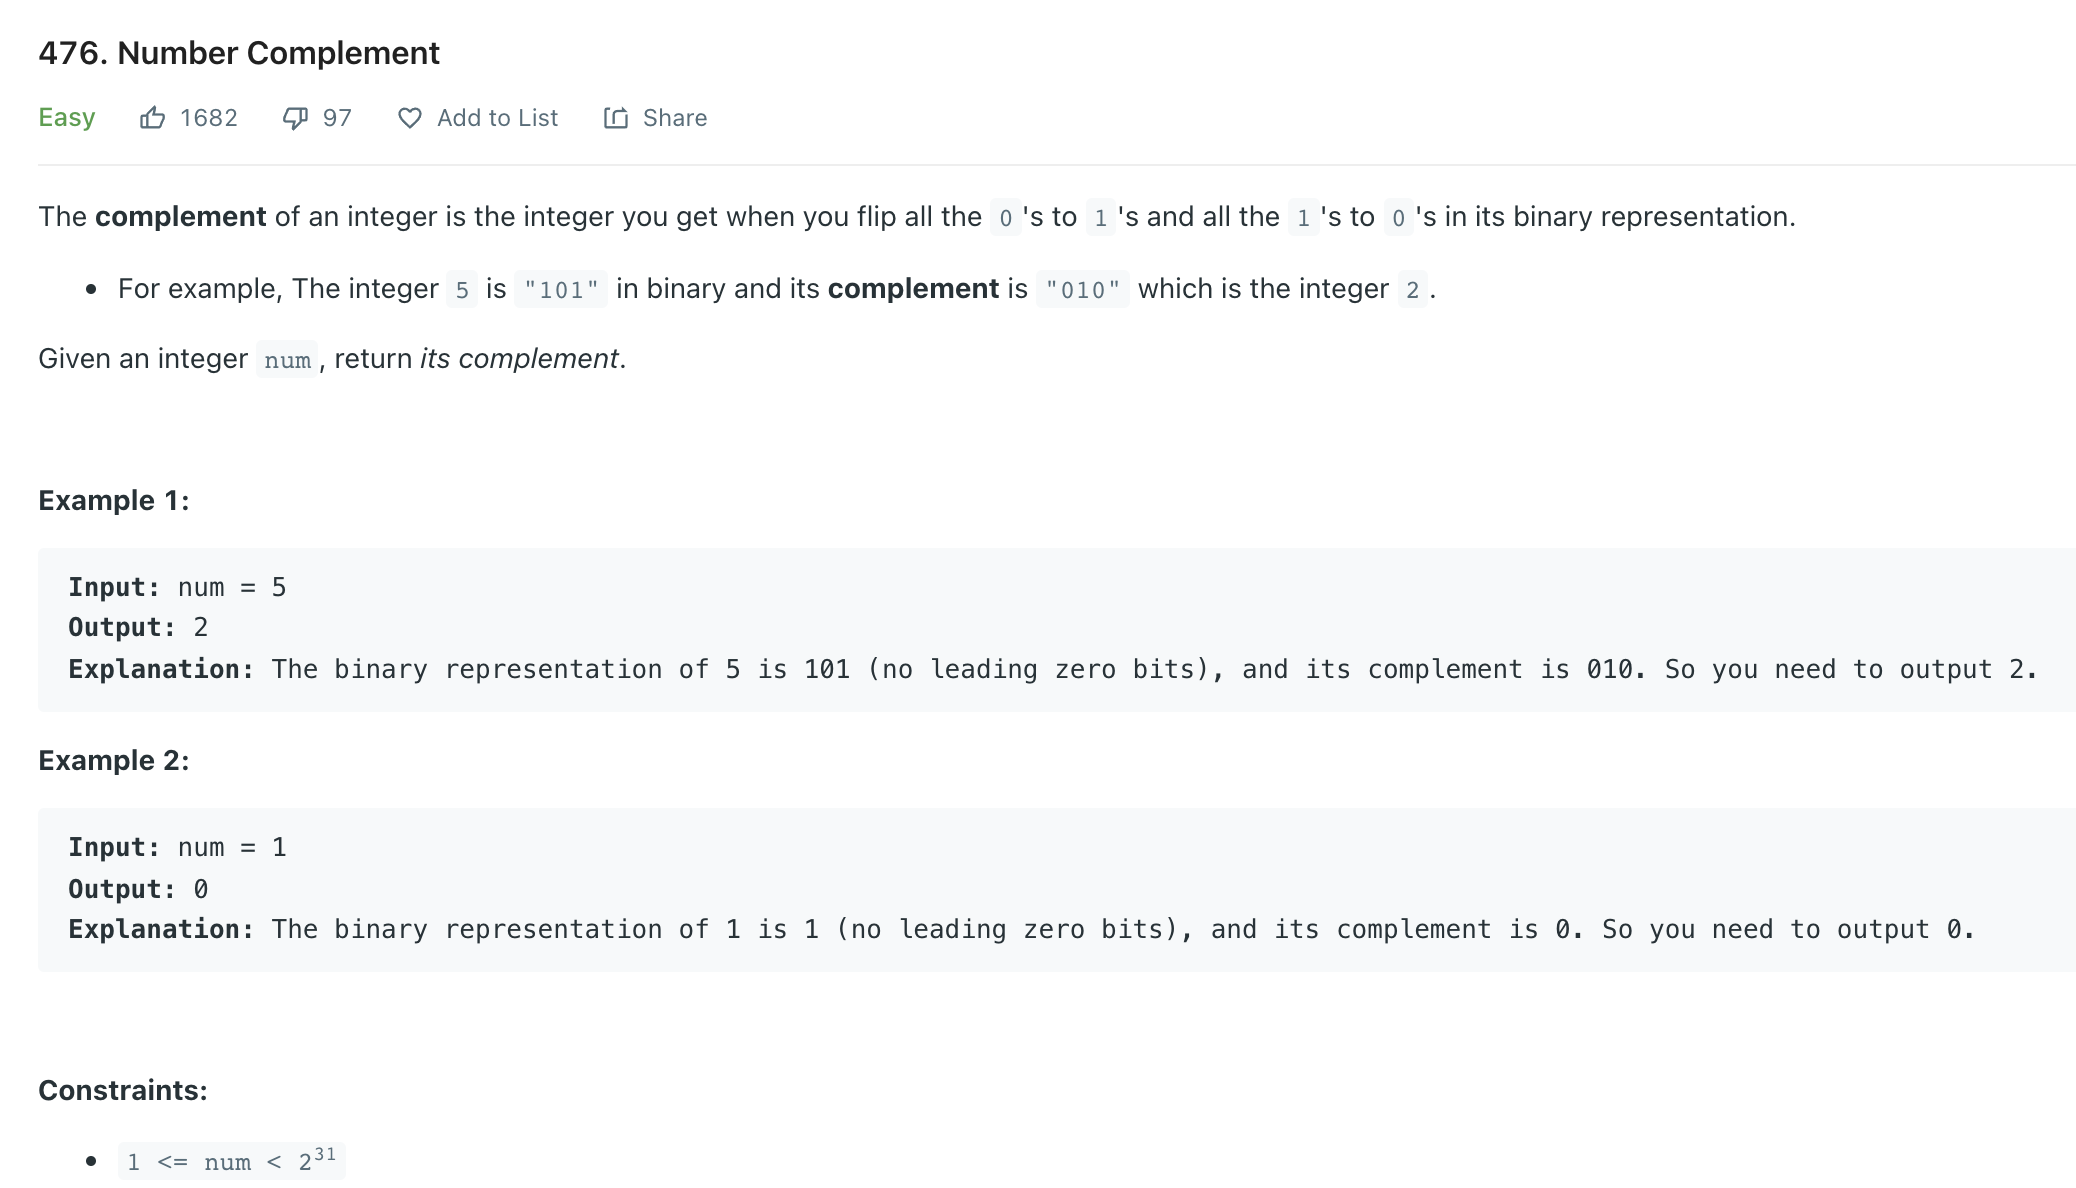 476. Number Complement
Easy 1682 97 Add to List Share
The complement of an integer is the integer you get when you flip all the 0's to 1's and all the 1's to 0's in its binary representation.
• For example, The integer 5 is "101" in binary and its complement is "010" which is the integer 2.
Given an integer num, return its complement.
Example 1:
Input: num = 5
Output: 2
Explanation: The binary representation of 5 is 101 (no leading zero bits), and its complement is 010. So you need to output 2.
Example 2:
Input: num = 1
Output: 0
Explanation: The binary representation of 1 is 1 (no leading zero bits), and its complement is 0. So you need to output 0.
Constraints:
• 1 <= num < 2³¹